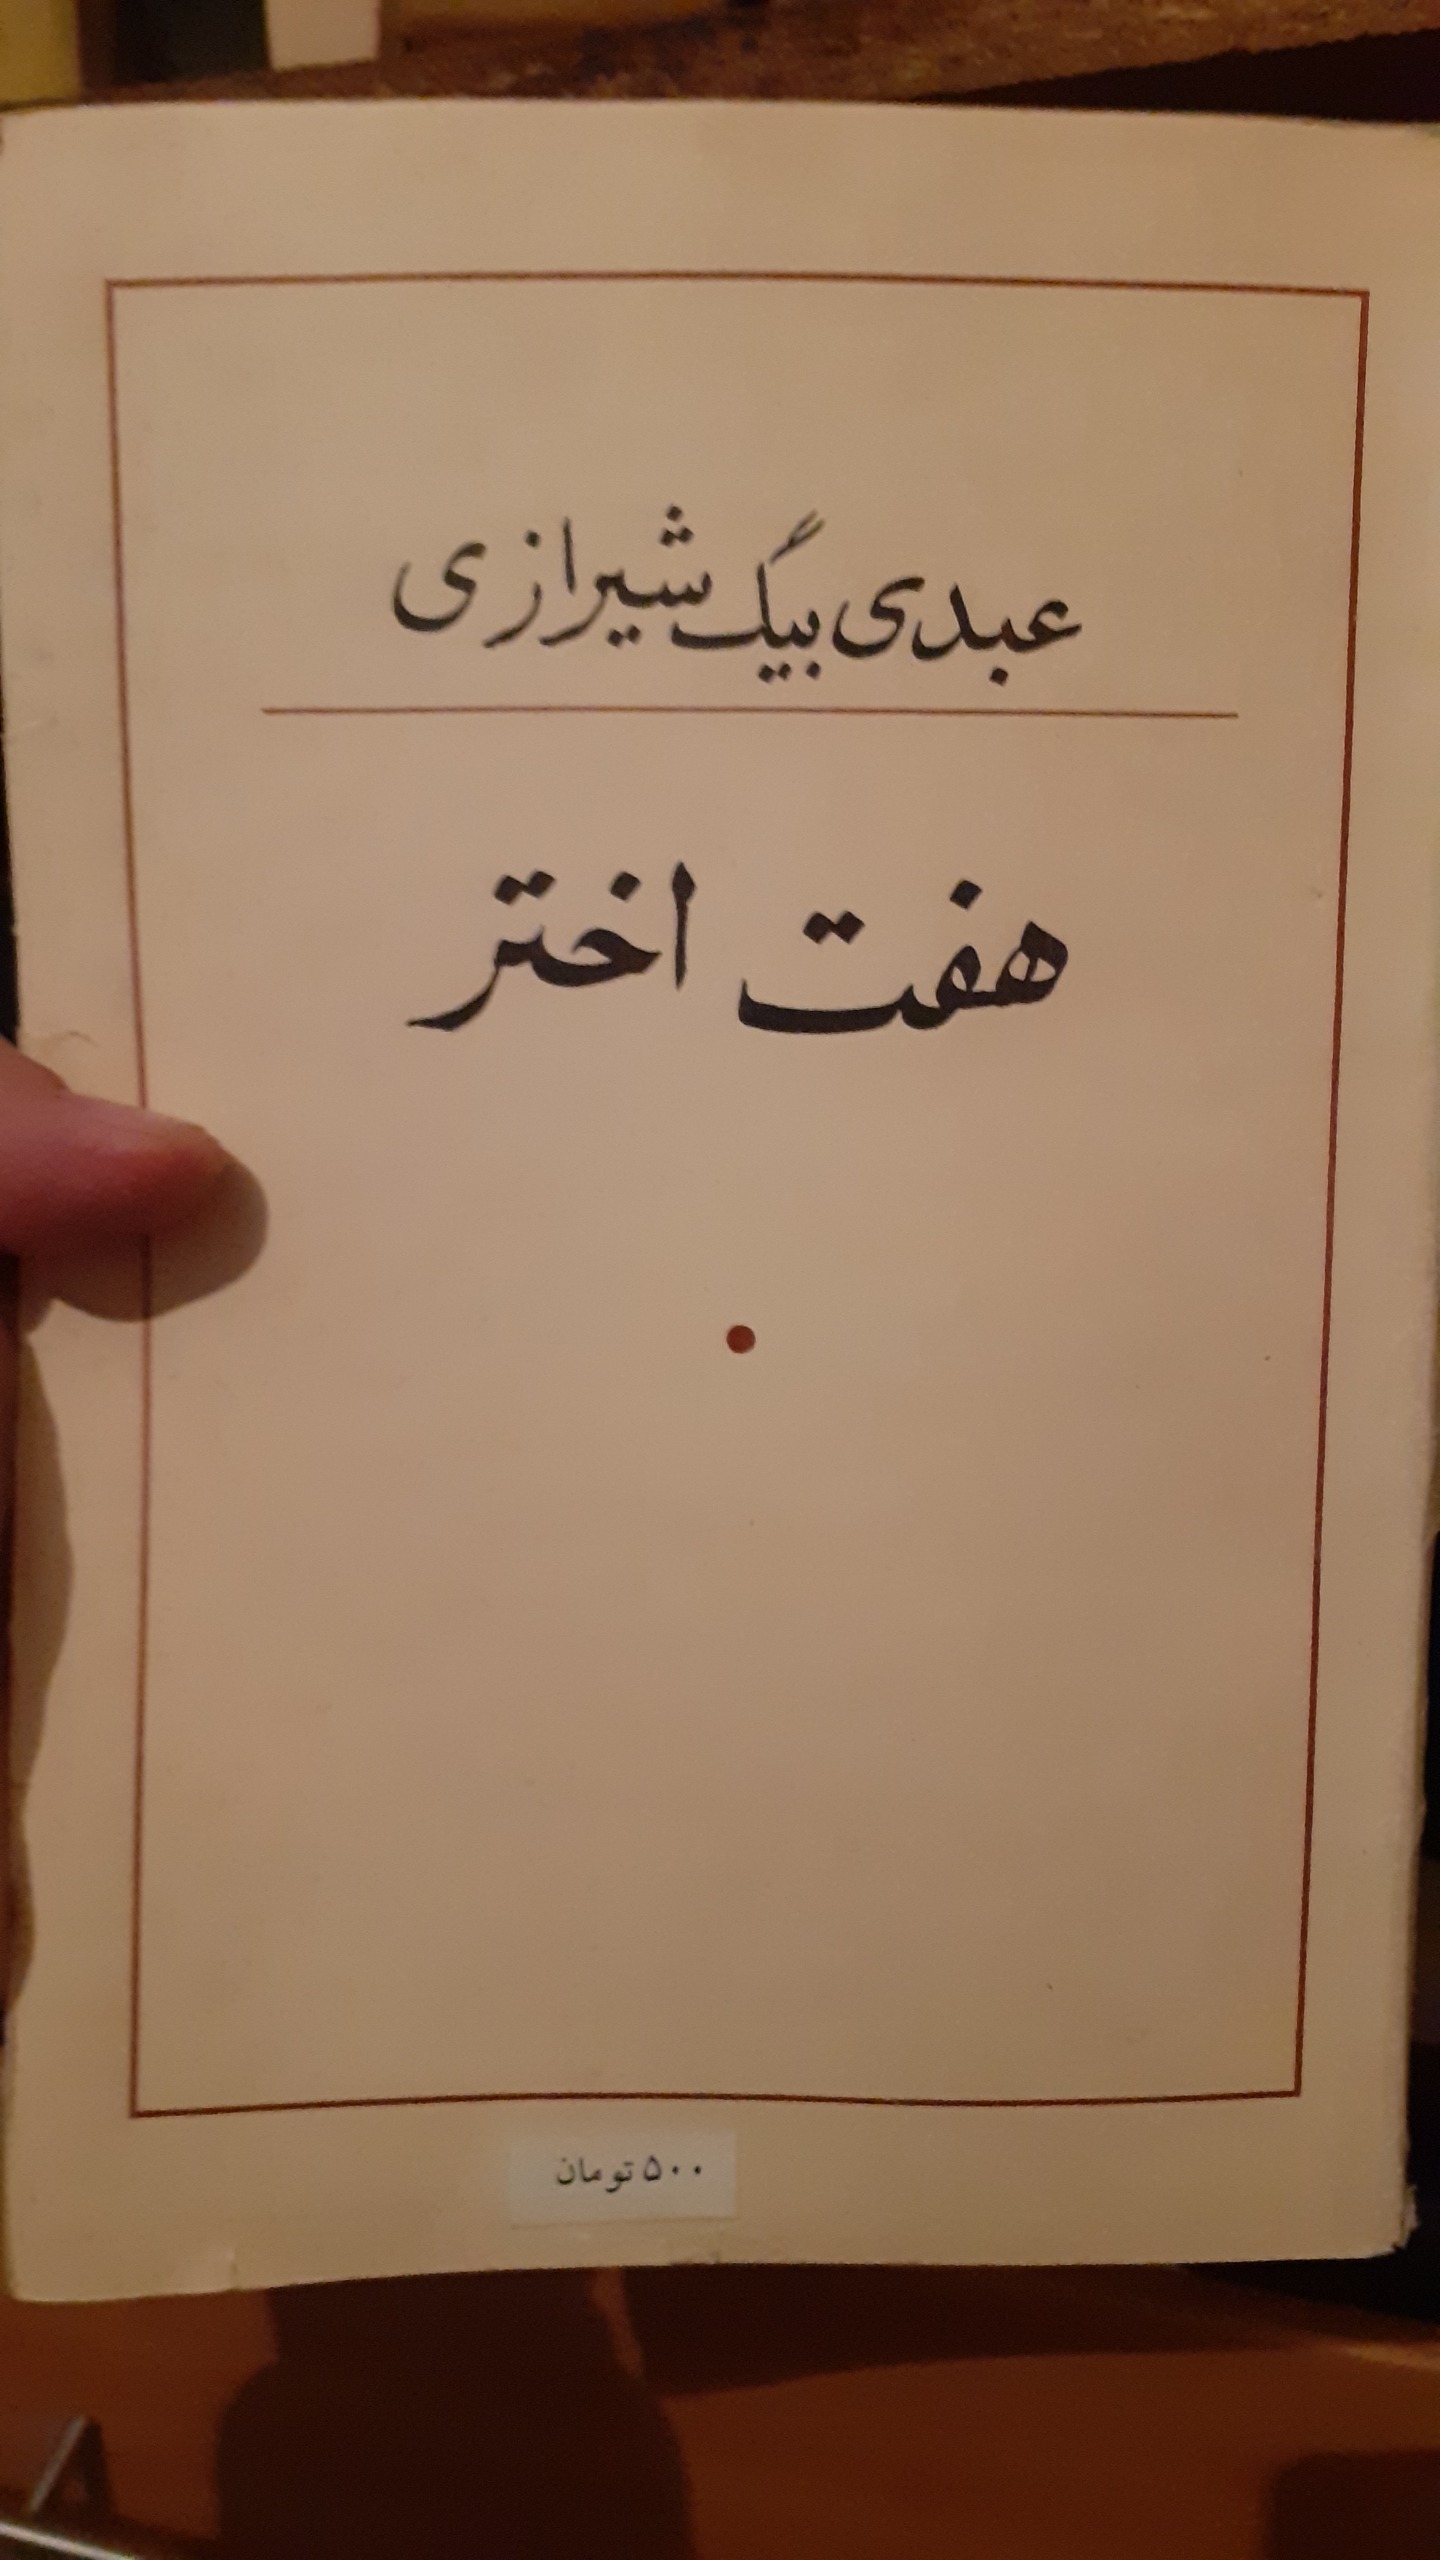 عبدی بیگ شیرازی
هفت اختر
۵۰۰ تومان